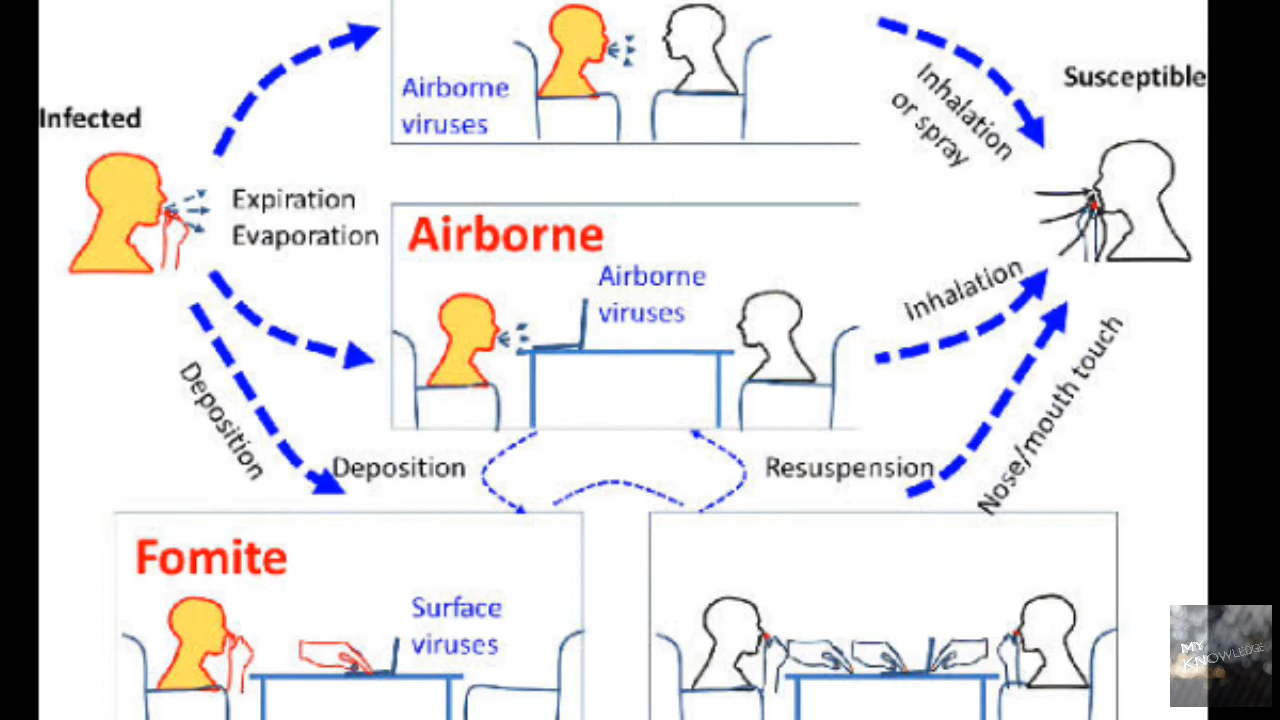 Airborne
viruses
Inhalation
or spray
Susceptible
Infected
Expiration
Evaporation
Airborne
Airborne
viruses
Inhalation
Deposition
Deposition
Resuspension
Nose/mouth touch
Fomite
Surface
viruses
MY
KNOWLEDGE